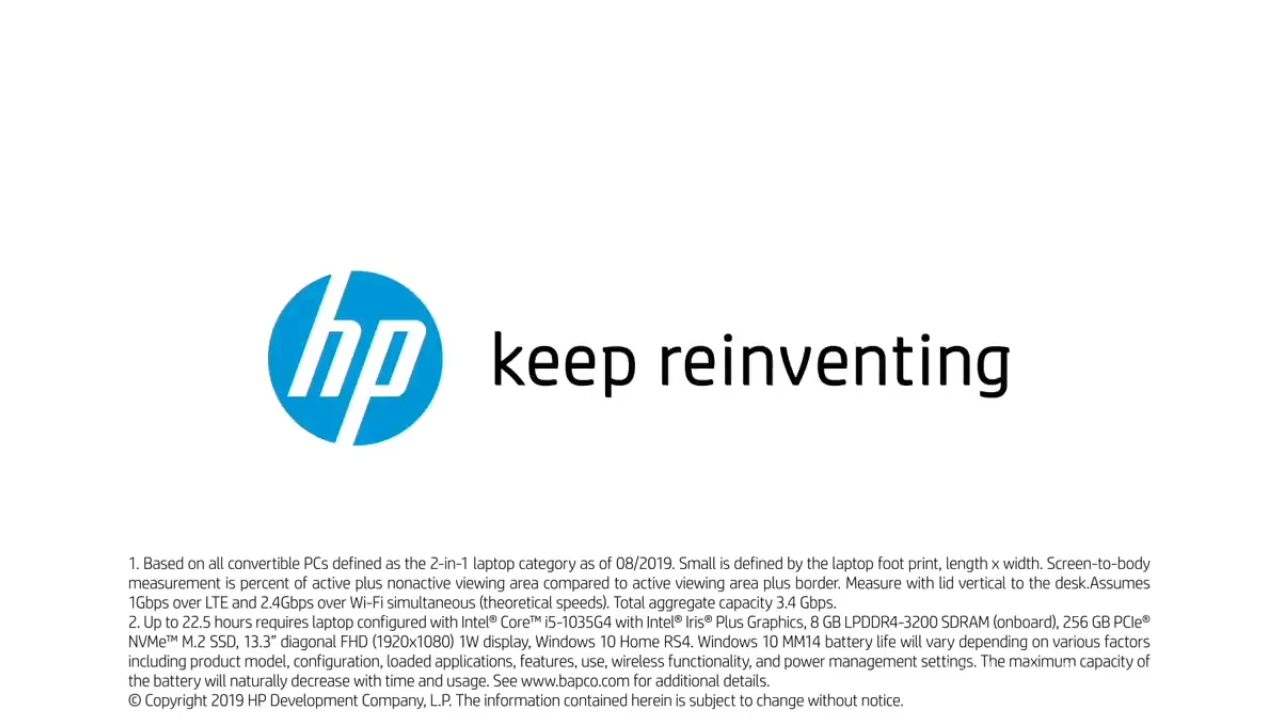 hp
keep reinventing
1. Based on all convertible PCs defined as the 2-in-1 laptop category as of 08/2019. Small is defined by the laptop foot print, length x width. Screen-to-body
measurement is percent of active plus nonactive viewing area compared to active viewing area plus border. Measure with lid vertical to the desk.Assumes
1Gbps over LTE and 2.4Gbps over Wi-Fi simultaneous (theoretical speeds). Total aggregate capacity 3.4 Gbps.
2. Up to 22.5 hours requires laptop configured with Intel® Core™ i5-1035G4 with Intel® Iris® Plus Graphics, 8 GB LPDDR4-3200 SDRAM (onboard), 256 GB PCIe®
NVMe™ M.2 SSD, 13.3” diagonal FHD (1920x1080) 1W display, Windows 10 Home RS4. Windows 10 MM14 battery life will vary depending on various factors
including product model, configuration, loaded applications, features, use, wireless functionality, and power management settings. The maximum capacity of
the battery will naturally decrease with time and usage. See www.bapco.com for additional details.
© Copyright 2019 HP Development Company, L.P. The information contained herein is subject to change without notice.